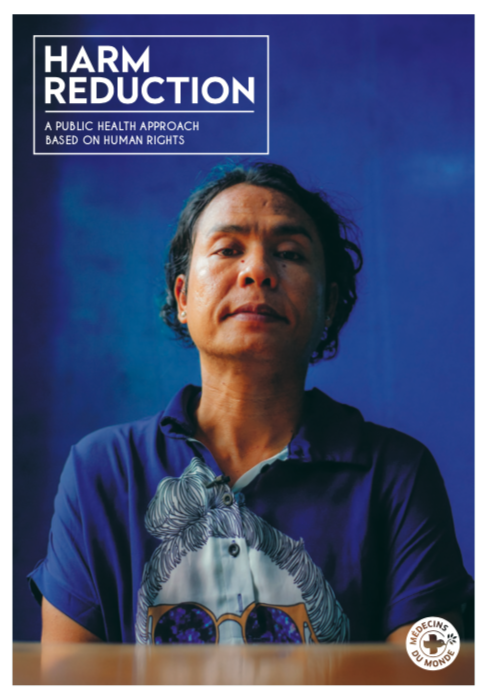 HARM
REDUCTION
A PUBLIC HEALTH APPROACH
BASED ON HUMAN RIGHTS
MÉDECINS
DU MONDE